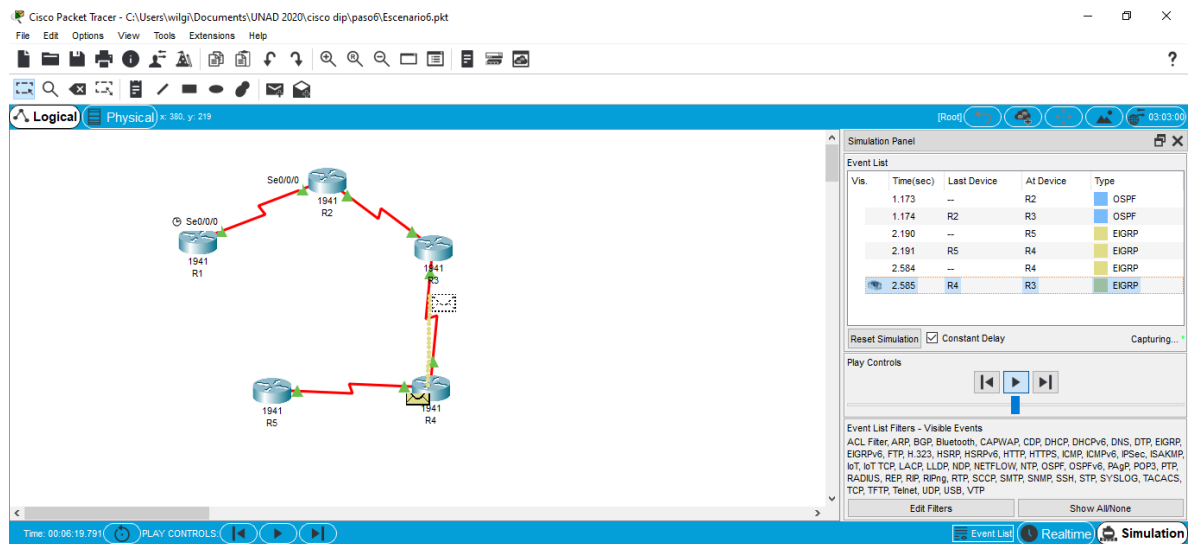 Cisco Packet Tracer - C:\Users\wilgi\Documents\UNAD 2020\cisco dip\paso6\Escenario6.pkt
File Edit Options View Tools Extensions Help
?
Logical Physical x: 380, y: 219 [Root] 03:03:00
Se0/0/0
1941
R2
Se0/0/0
1941
R1
1941
R3
1941
R5
1941
R4
Simulation Panel
Event List
Vis. Time(sec) Last Device At Device Type
1.173 -- R2 OSPF
1.174 R2 R3 OSPF
2.190 -- R5 EIGRP
2.191 R5 R4 EIGRP
2.584 -- R4 EIGRP
2.585 R4 R3 EIGRP
Reset Simulation Constant Delay Capturing...
Play Controls
Event List Filters - Visible Events
ACL Filter, ARP, BGP, Bluetooth, CAPWAP, CDP, DHCP, DHCPv6, DNS, DTP, EIGRP,
EIGRPv6, FTP, H.323, HSRP, HSRPv6, HTTP, HTTPS, ICMP, ICMPv6, IPSec, ISAKMP,
IoT, IoT TCP, LACP, LLDP, NDP, NETFLOW, NTP, OSPF, OSPFv6, PAgP, POP3, PTP,
RADIUS, REP, RIP, RIPng, RTP, SCCP, SMTP, SNMP, SSH, STP, SYSLOG, TACACS,
TCP, TFTP, Telnet, UDP, USB, VTP
Edit Filters Show All/None
Time: 00:06:19.791 PLAY CONTROLS: Event List Realtime Simulation